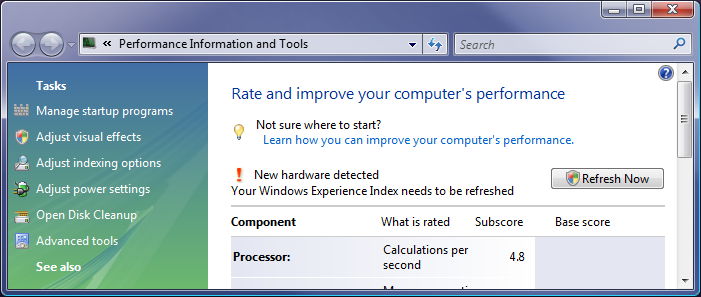 « Performance Information and Tools
Search
Tasks
Manage startup programs
Adjust visual effects
Adjust indexing options
Adjust power settings
Open Disk Cleanup
Advanced tools
See also
Rate and improve your computer's performance
Not sure where to start?
Learn how you can improve your computer's performance.
New hardware detected
Your Windows Experience Index needs to be refreshed
Refresh Now
Component What is rated Subscore Base score
Processor: Calculations per second 4.8